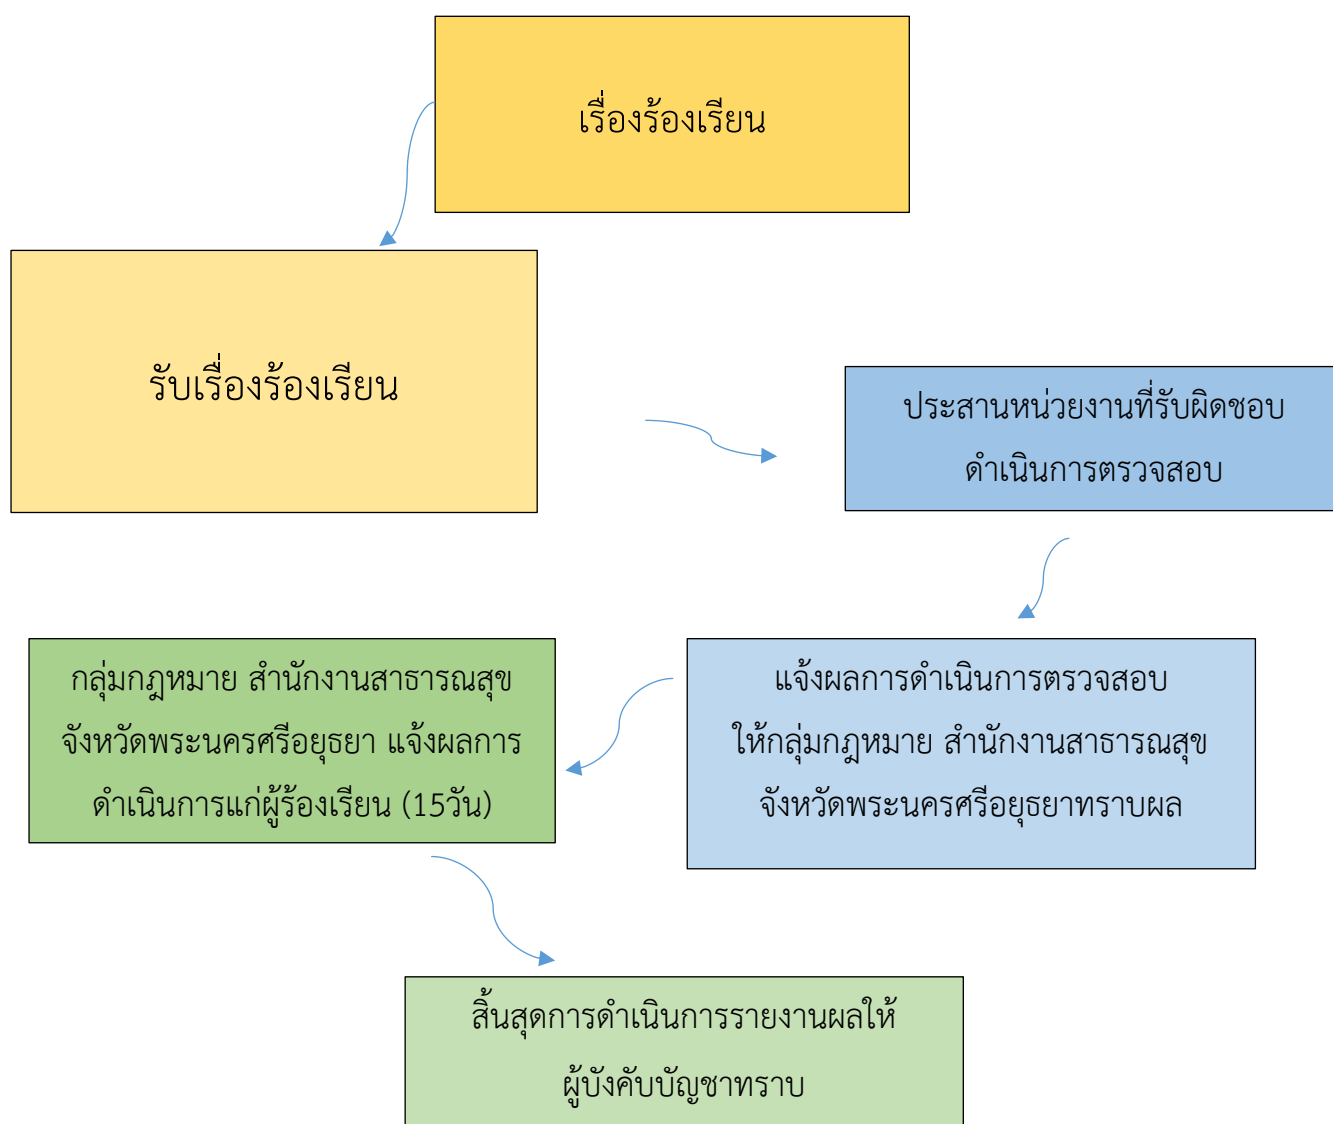 เรื่องร้องเรียน
รับเรื่องร้องเรียน
ประสานหน่วยงานที่รับผิดชอบ
ดำเนินการตรวจสอบ
แจ้งผลการดำเนินการตรวจสอบ
ให้กลุ่มกฎหมาย สำนักงานสาธารณสุข
จังหวัดพระนครศรีอยุธยาทราบผล
กลุ่มกฎหมาย สำนักงานสาธารณสุข
จังหวัดพระนครศรีอยุธยา แจ้งผลการ
ดำเนินการแก่ผู้ร้องเรียน (15วัน)
สิ้นสุดการดำเนินการรายงานผลให้
ผู้บังคับบัญชาทราบ